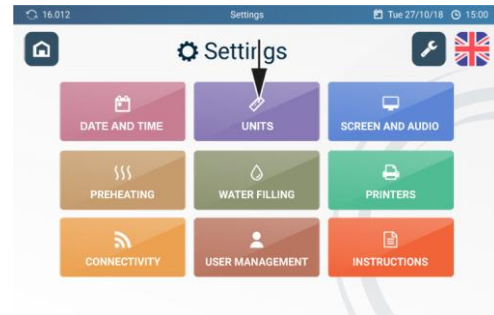 16.012 Settings Tue 27/10/18 15:00
Settings
DATE AND TIME UNITS SCREEN AND AUDIO
PREHEATING WATER FILLING PRINTERS
CONNECTIVITY USER MANAGEMENT INSTRUCTIONS